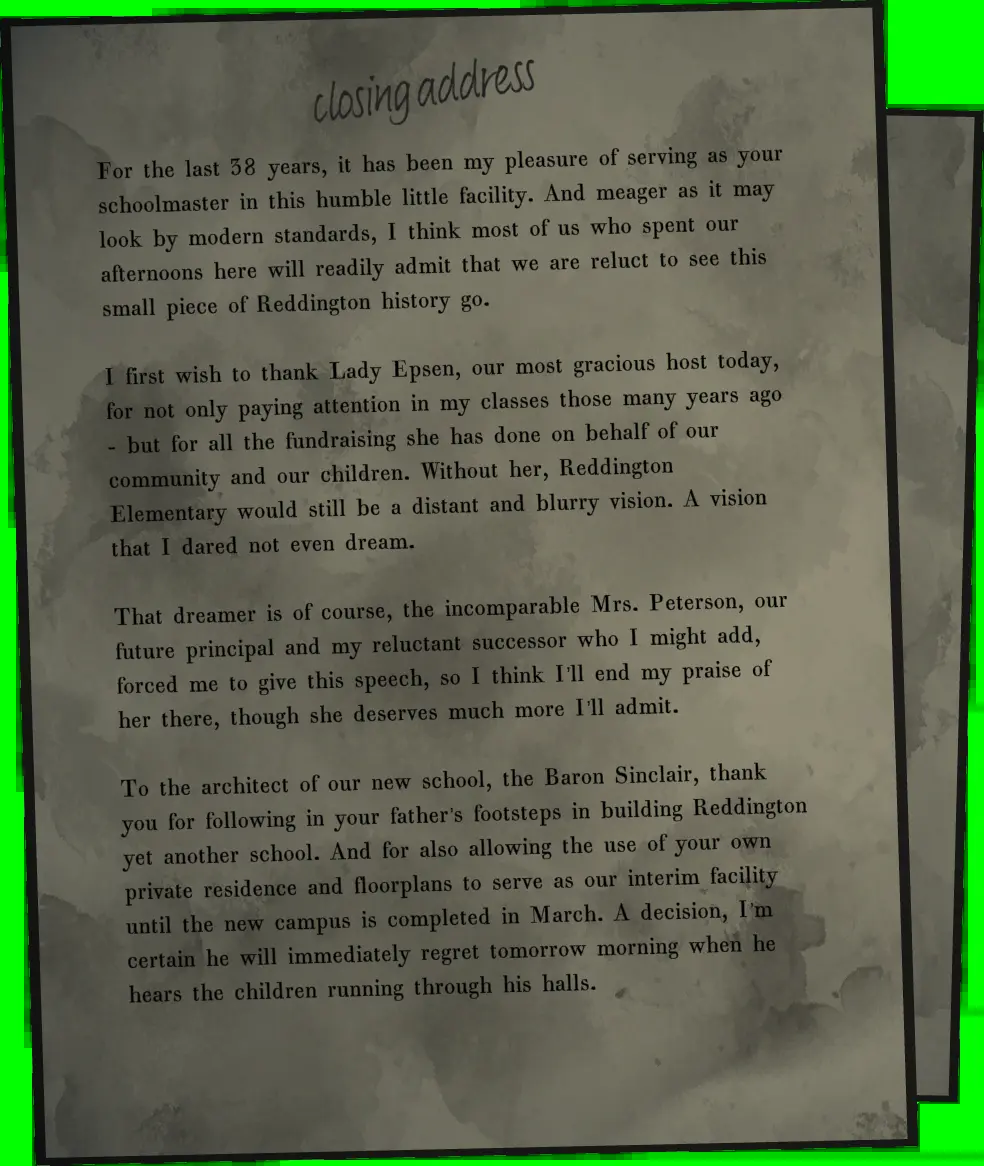 closing address
For the last 38 years, it has been my pleasure of serving as your
schoolmaster in this humble little facility. And meager as it may
look by modern standards, I think most of us who spent our
afternoons here will readily admit that we are reluct to see this
small piece of Reddington history go.
I first wish to thank Lady Epsen, our most gracious host today,
for not only paying attention in my classes those many years ago
- but for all the fundraising she has done on behalf of our
community and our children. Without her, Reddington
Elementary would still be a distant and blurry vision. A vision
that I dared not even dream.
That dreamer is of course, the incomparable Mrs. Peterson, our
future principal and my reluctant successor who I might add,
forced me to give this speech, so I think I'll end my praise of
her there, though she deserves much more I'll admit.
To the architect of our new school, the Baron Sinclair, thank
you for following in your father's footsteps in building Reddington
yet another school. And for also allowing the use of your own
private residence and floorplans to serve as our interim facility
until the new campus is completed in March. A decision, I'm
certain he will immediately regret tomorrow morning when he
hears the children running through his halls.